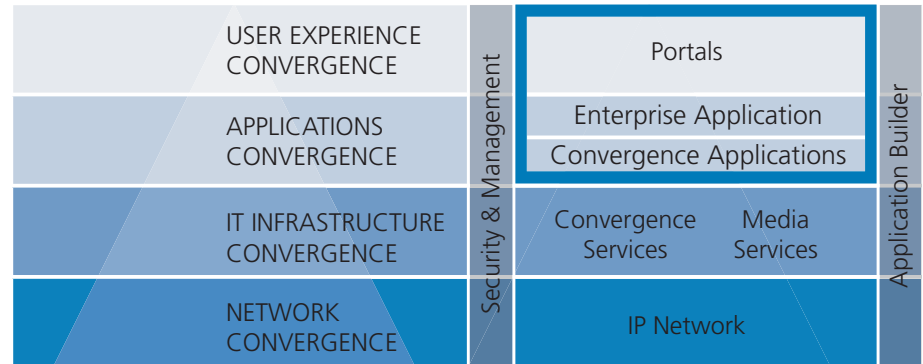 USER EXPERIENCE
CONVERGENCE
APPLICATIONS
CONVERGENCE
IT INFRASTRUCTURE
CONVERGENCE
NETWORK
CONVERGENCE
Security & Management
Portals
Enterprise Application
Convergence Applications
Convergence
Services
Media
Services
IP Network
Application Builder